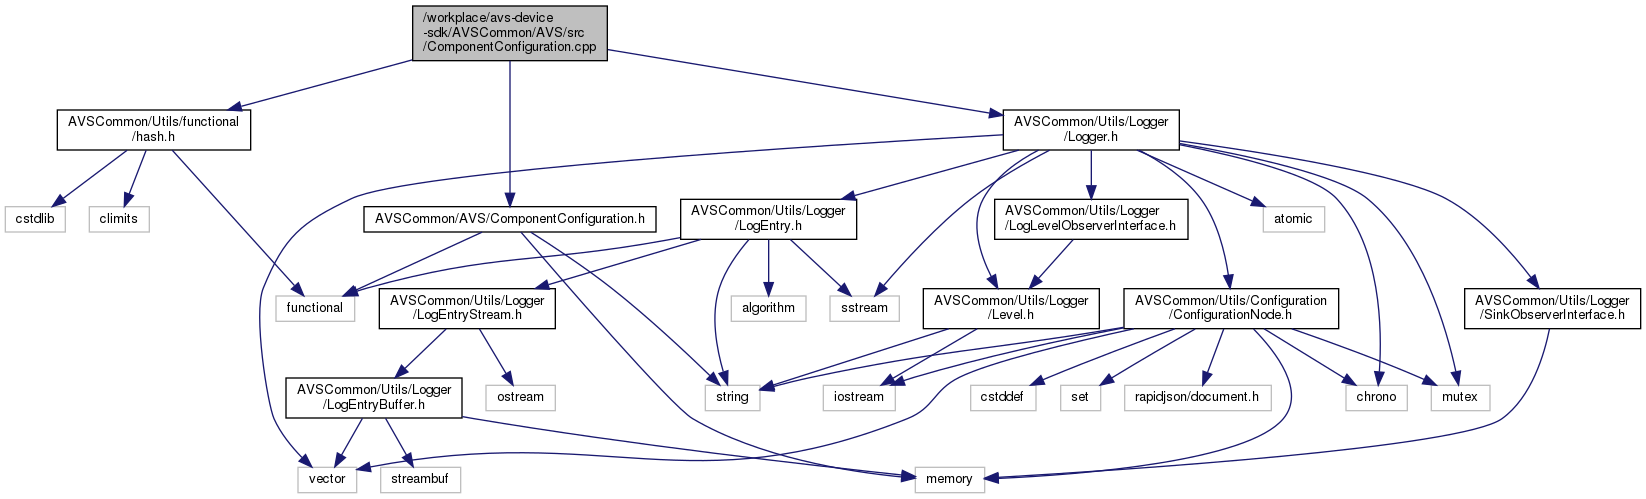 /workplace/avs-device
-sdk/AVSCommon/AVS/src
/ComponentConfiguration.cpp
AVSCommon/Utils/functional
/hash.h
AVSCommon/Utils/Logger
/Logger.h
cstdlib
climits
AVSCommon/AVS/ComponentConfiguration.h
AVSCommon/Utils/Logger
/LogEntry.h
AVSCommon/Utils/Logger
/LogLevelObserverInterface.h
atomic
functional
AVSCommon/Utils/Logger
/LogEntryStream.h
algorithm
sstream
AVSCommon/Utils/Logger
/Level.h
AVSCommon/Utils/Configuration
/ConfigurationNode.h
AVSCommon/Utils/Logger
/SinkObserverInterface.h
AVSCommon/Utils/Logger
/LogEntryBuffer.h
ostream
string
iostream
cstddef
set
rapidjson/document.h
chrono
mutex
vector
streambuf
memory